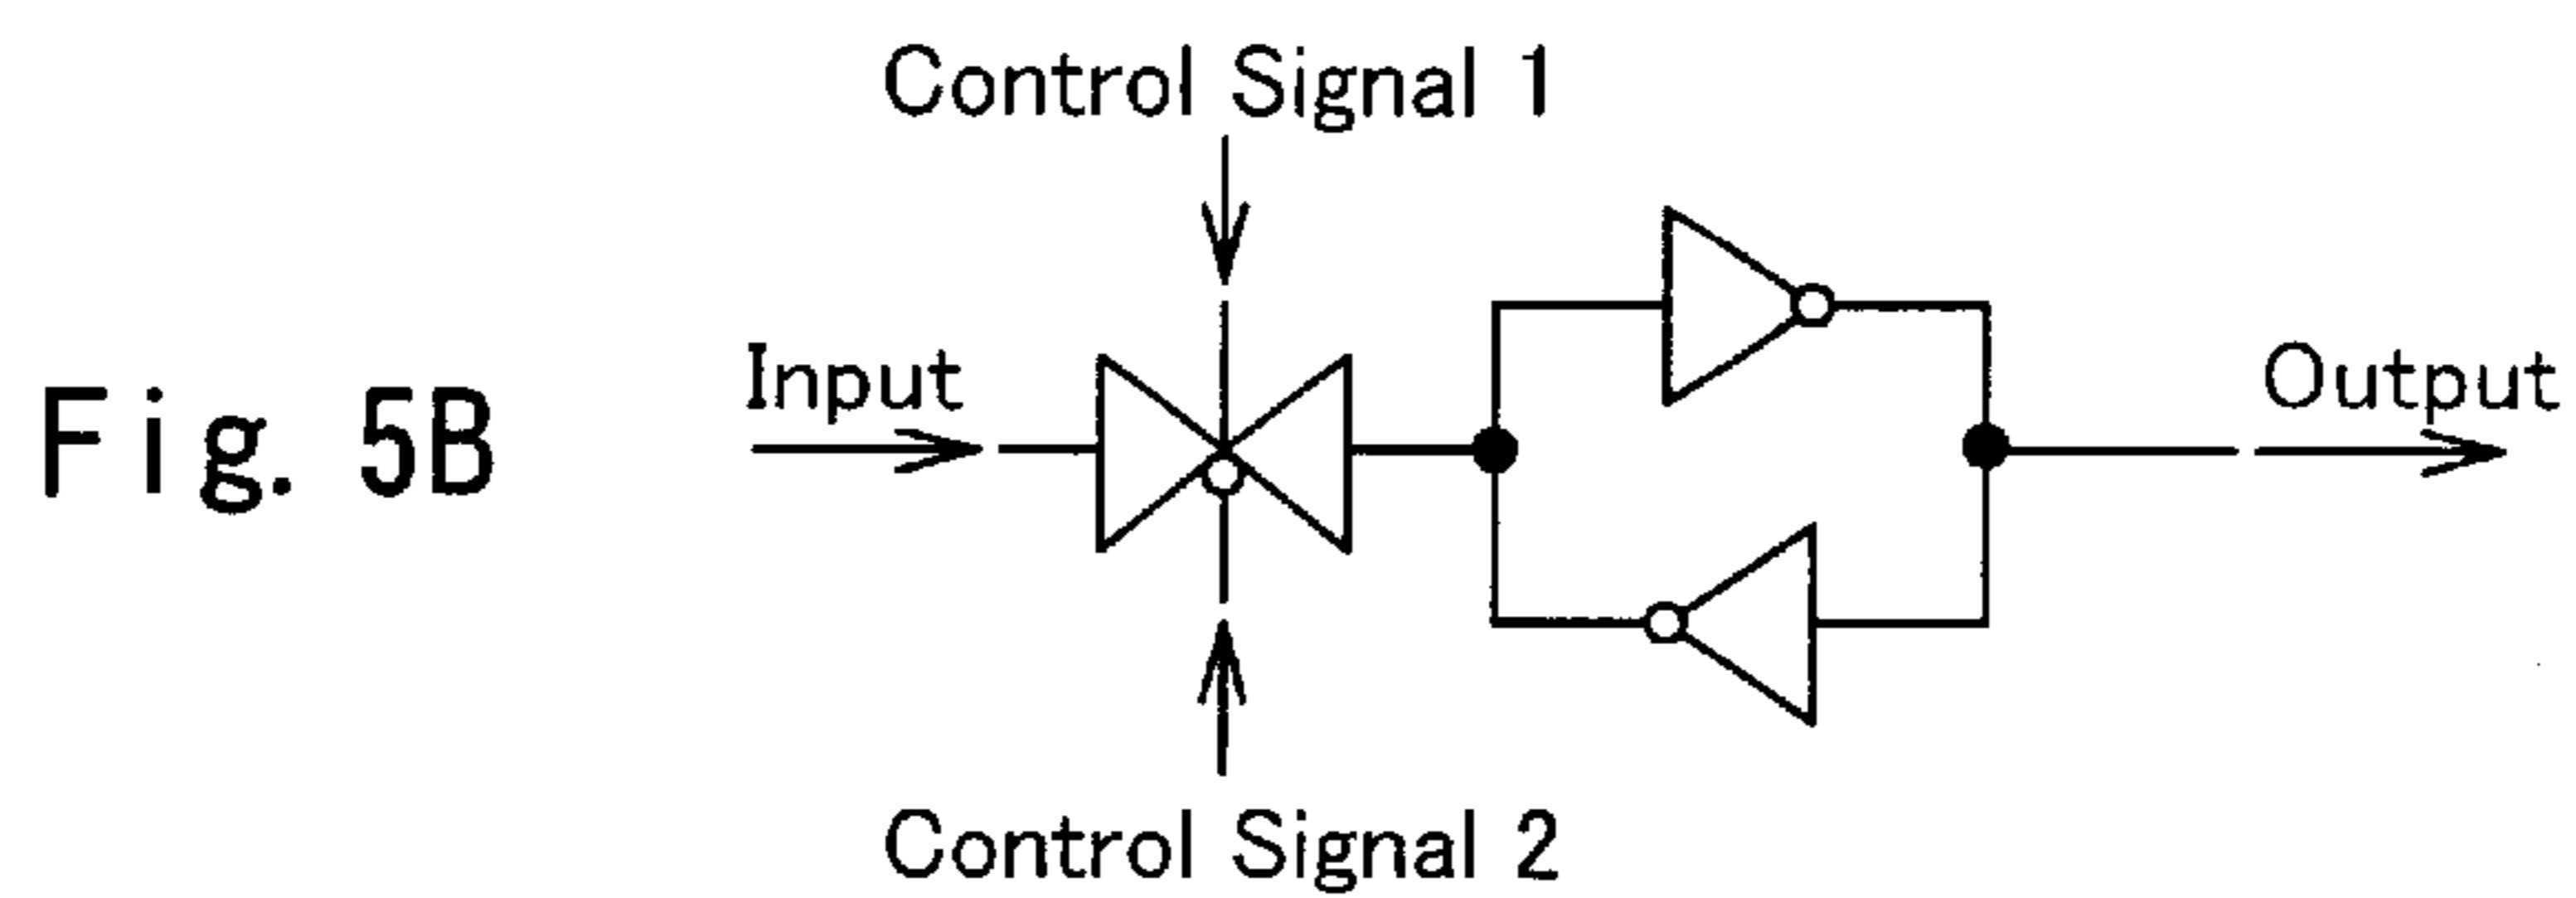 Control Signal 1
Fig. 5B
Input
Output
Control Signal 2